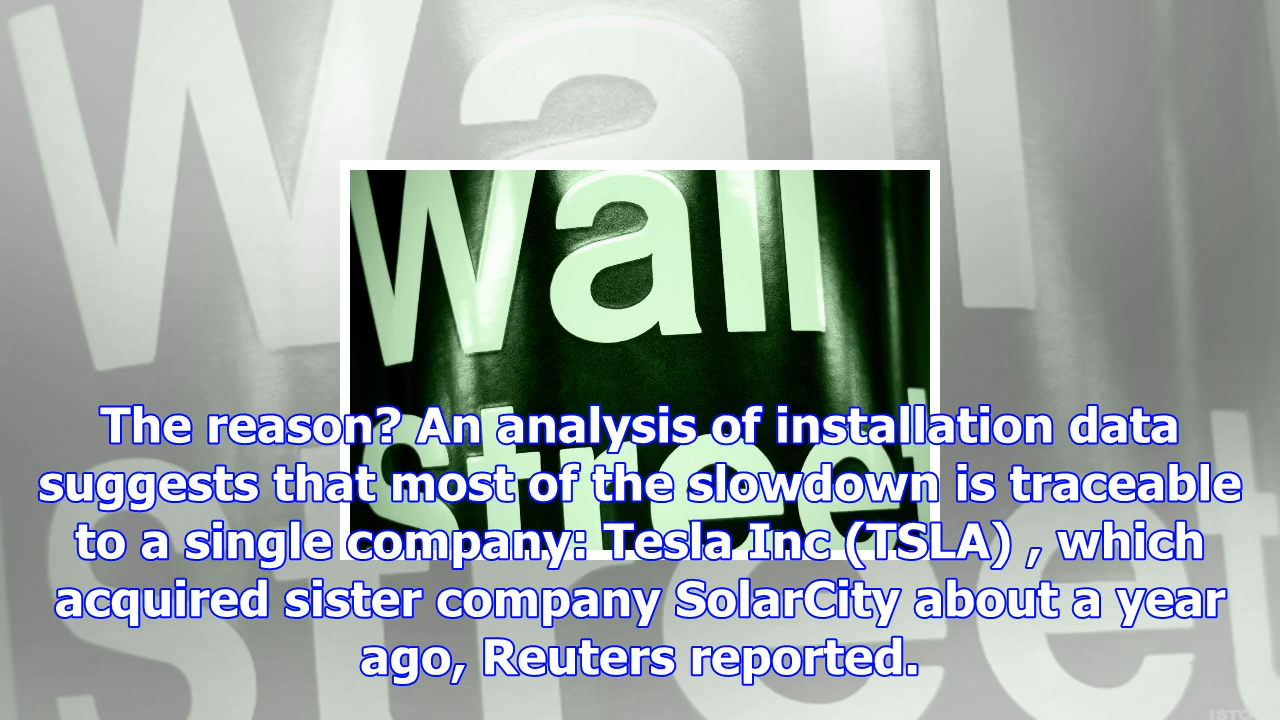 Wall
Street
The reason? An analysis of installation data
suggests that most of the slowdown is traceable
to a single company: Tesla Inc (TSLA) , which
acquired sister company SolarCity about a year
ago, Reuters reported.